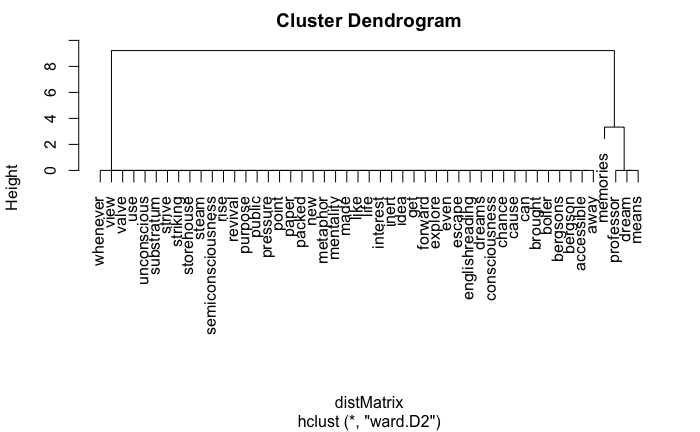 Cluster Dendrogram
Height
0 2 4 6 8
whenever
view
valve
use
unconscious
substratum
strive
striking
storehouse
steam
semiconsciousness
rise
revival
purpose
public
pressure
point
paper
packed
new
metaphor
mentality
made
like
life
interest
inert
idea
get
forward
explore
even
escape
englishreading
dreams
consciousness
chance
cause
can
brought
boiler
bergsons
bergson
accessible
away
memories
professor
dream
means
distMatrix
hclust (*, "ward.D2")